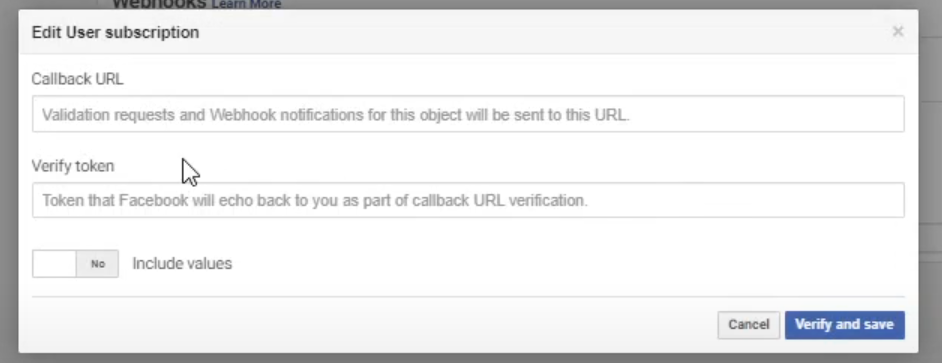 Webhooks Learn More
Edit User subscription ×
Callback URL
Validation requests and Webhook notifications for this object will be sent to this URL.
Verify token
Token that Facebook will echo back to you as part of callback URL verification.
No Include values
Cancel Verify and save